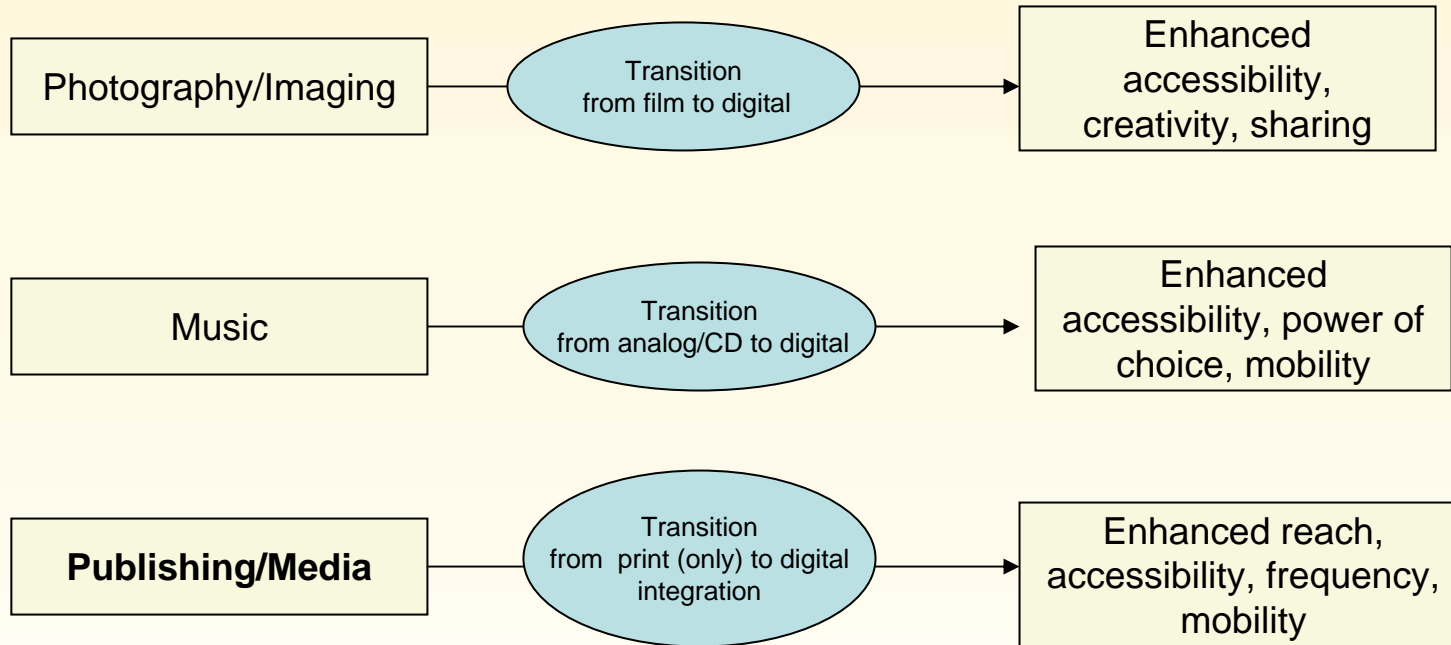 Photography/Imaging
Transition
from film to digital
Enhanced
accessibility,
creativity, sharing
Music
Transition
from analog/CD to digital
Enhanced
accessibility, power of
choice, mobility
Publishing/Media
Transition
from print (only) to digital
integration
Enhanced reach,
accessibility, frequency,
mobility